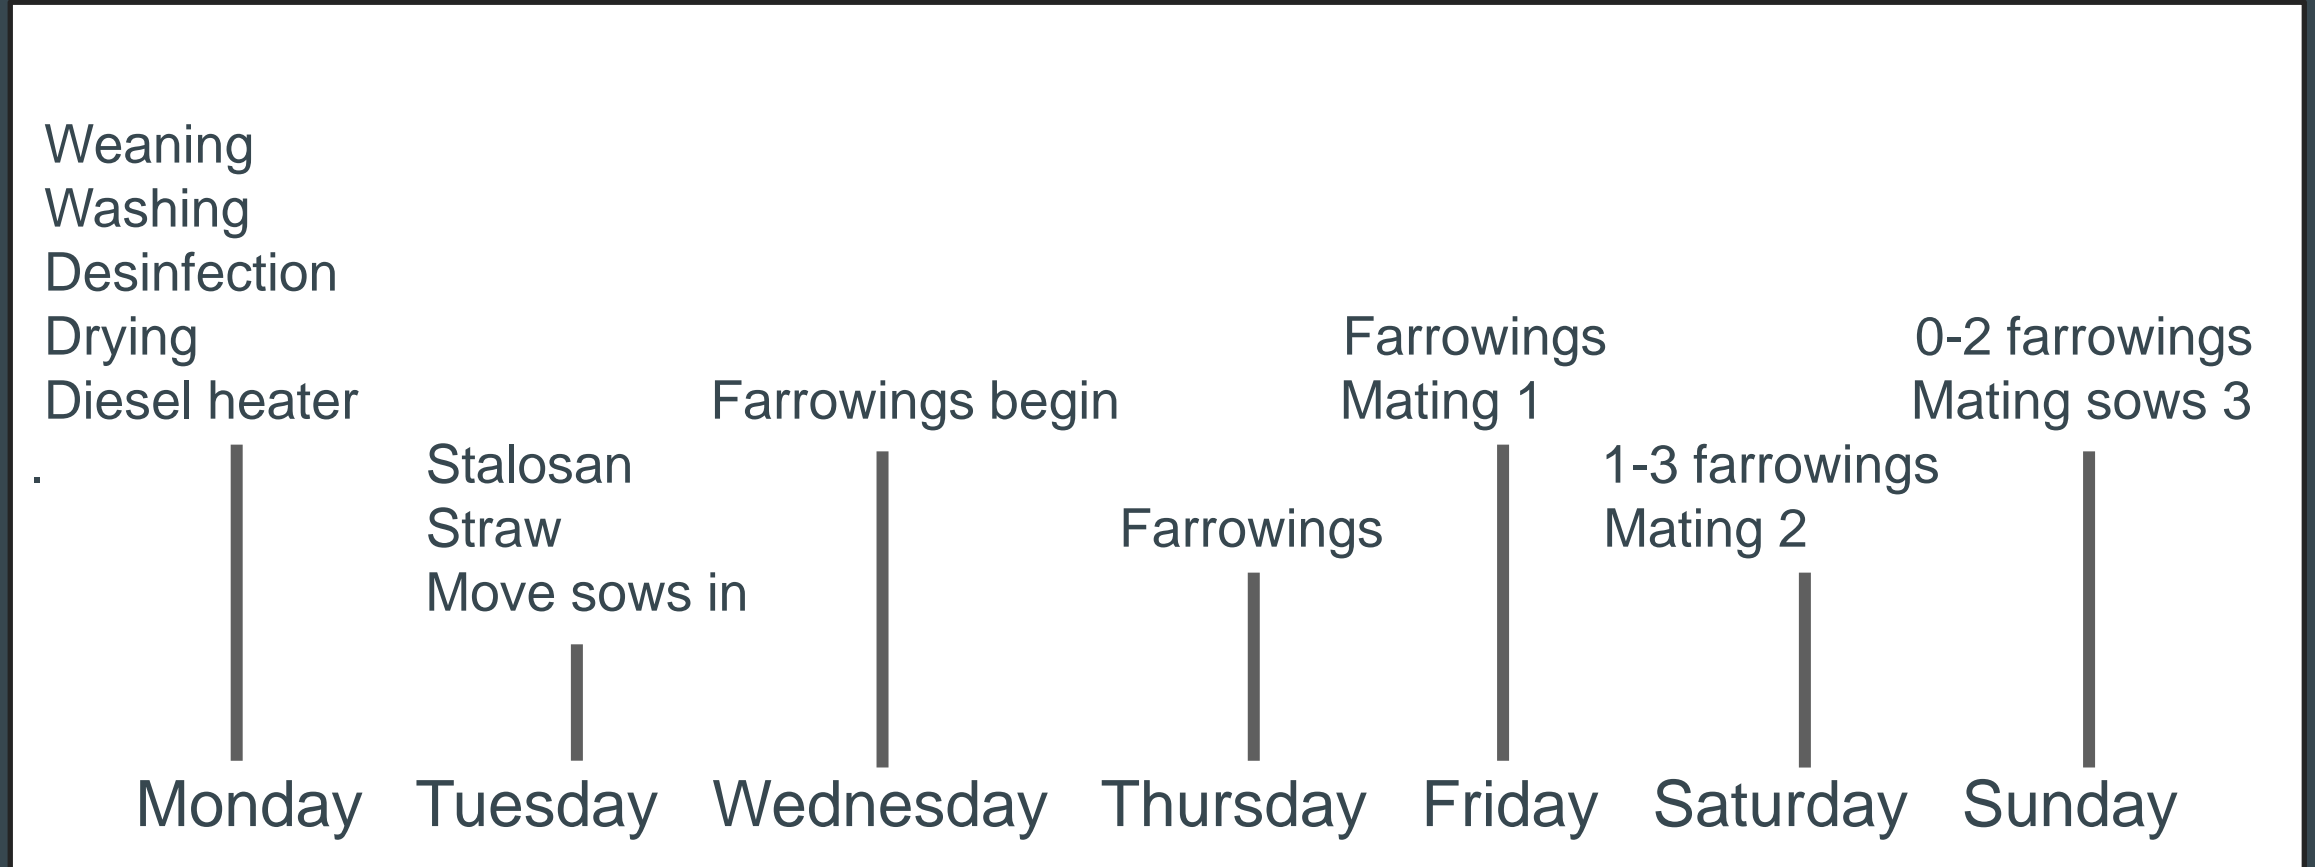 Weaning
Washing
Desinfection
Drying
Diesel heater
.
Stalosan
Straw
Move sows in
Farrowings begin
Farrowings
Farrowings
Mating 1
1-3 farrowings
Mating 2
0-2 farrowings
Mating sows 3
Monday Tuesday Wednesday Thursday Friday Saturday Sunday